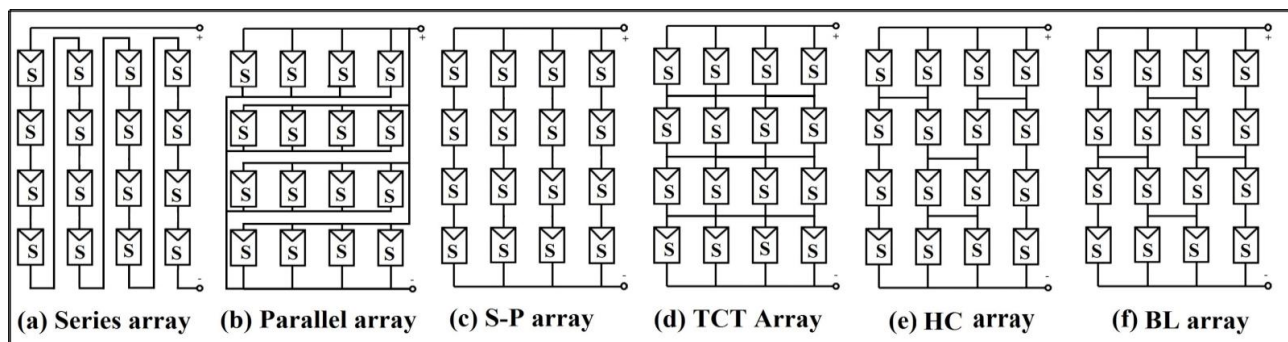 + + + + + +
S S S S S S S S S S S S S S S S S S S S S S S S
S S S S S S S S S S S S S S S S S S S S S S S S
S S S S S S S S S S S S S S S S S S S S S S S S
S S S S S S S S S S S S S S S S S S S S S S S S
- - - - - -
(a) Series array (b) Parallel array (c) S-P array (d) TCT Array (e) HC array (f) BL array